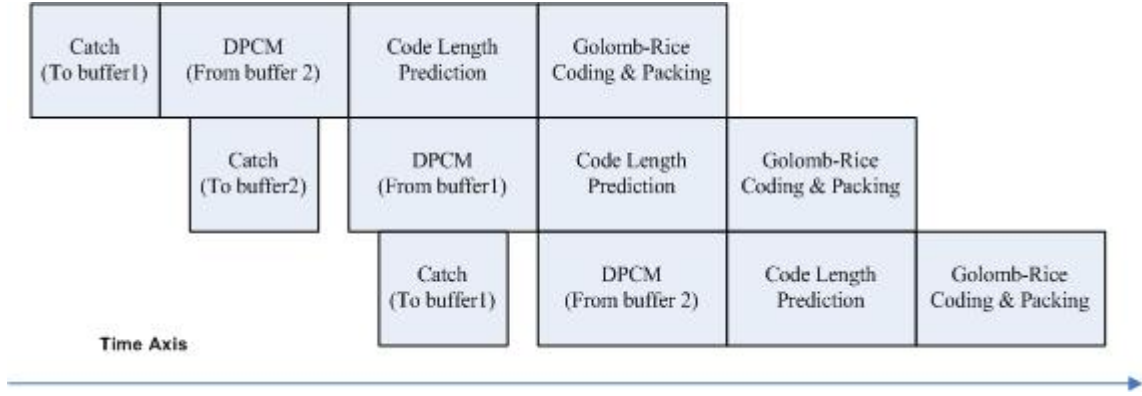 Catch
(To buffer1)
DPCM
(From buffer 2)
Code Length
Prediction
Golomb-Rice
Coding & Packing
Catch
(To buffer2)
DPCM
(From buffer1)
Code Length
Prediction
Golomb-Rice
Coding & Packing
Catch
(To buffer1)
DPCM
(From buffer 2)
Code Length
Prediction
Golomb-Rice
Coding & Packing
Time Axis